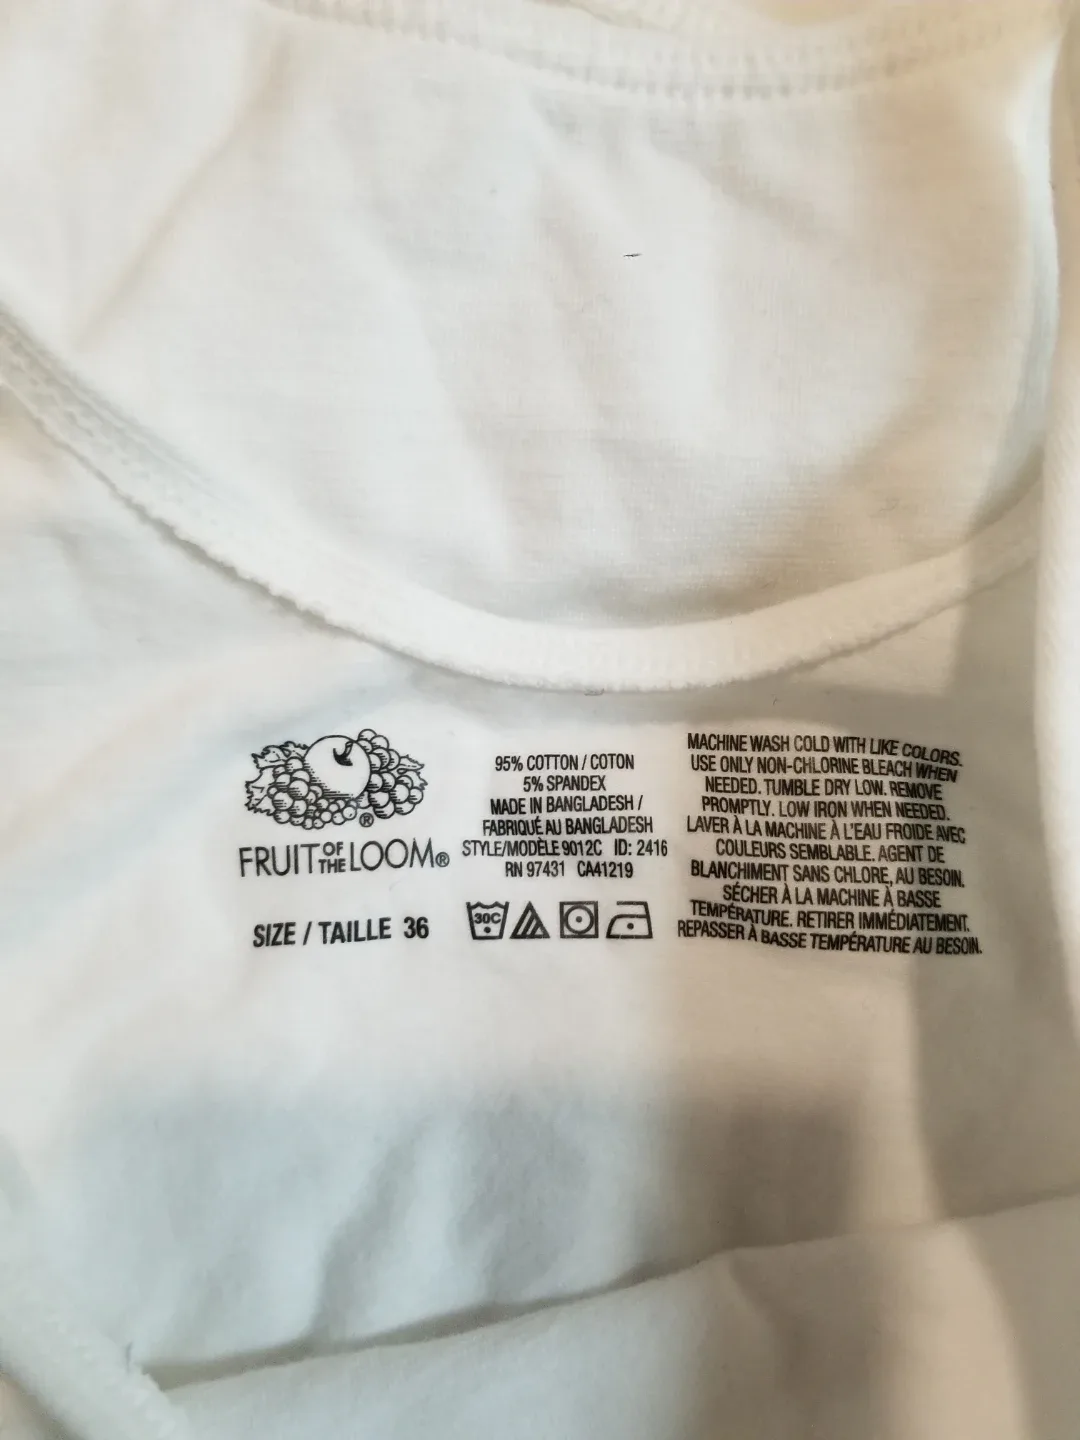 FRUIT OF THE LOOM®
SIZE / TAILLE 36
95% COTTON / COTON
5% SPANDEX
MADE IN BANGLADESH /
FABRIQUÉ AU BANGLADESH
STYLE/MODÈLE 9012C ID: 2416
RN 97431 CA41219
30C
MACHINE WASH COLD WITH LIKE COLORS.
USE ONLY NON-CHLORINE BLEACH WHEN
NEEDED. TUMBLE DRY LOW. REMOVE
PROMPTLY. LOW IRON WHEN NEEDED.
LAVER À LA MACHINE À L'EAU FROIDE AVEC
COULEURS SEMBLABLE. AGENT DE
BLANCHIMENT SANS CHLORE, AU BESOIN.
SÉCHER À LA MACHINE À BASSE
TEMPÉRATURE. RETIRER IMMÉDIATEMENT.
REPASSER À BASSE TEMPÉRATURE AU BESOIN.